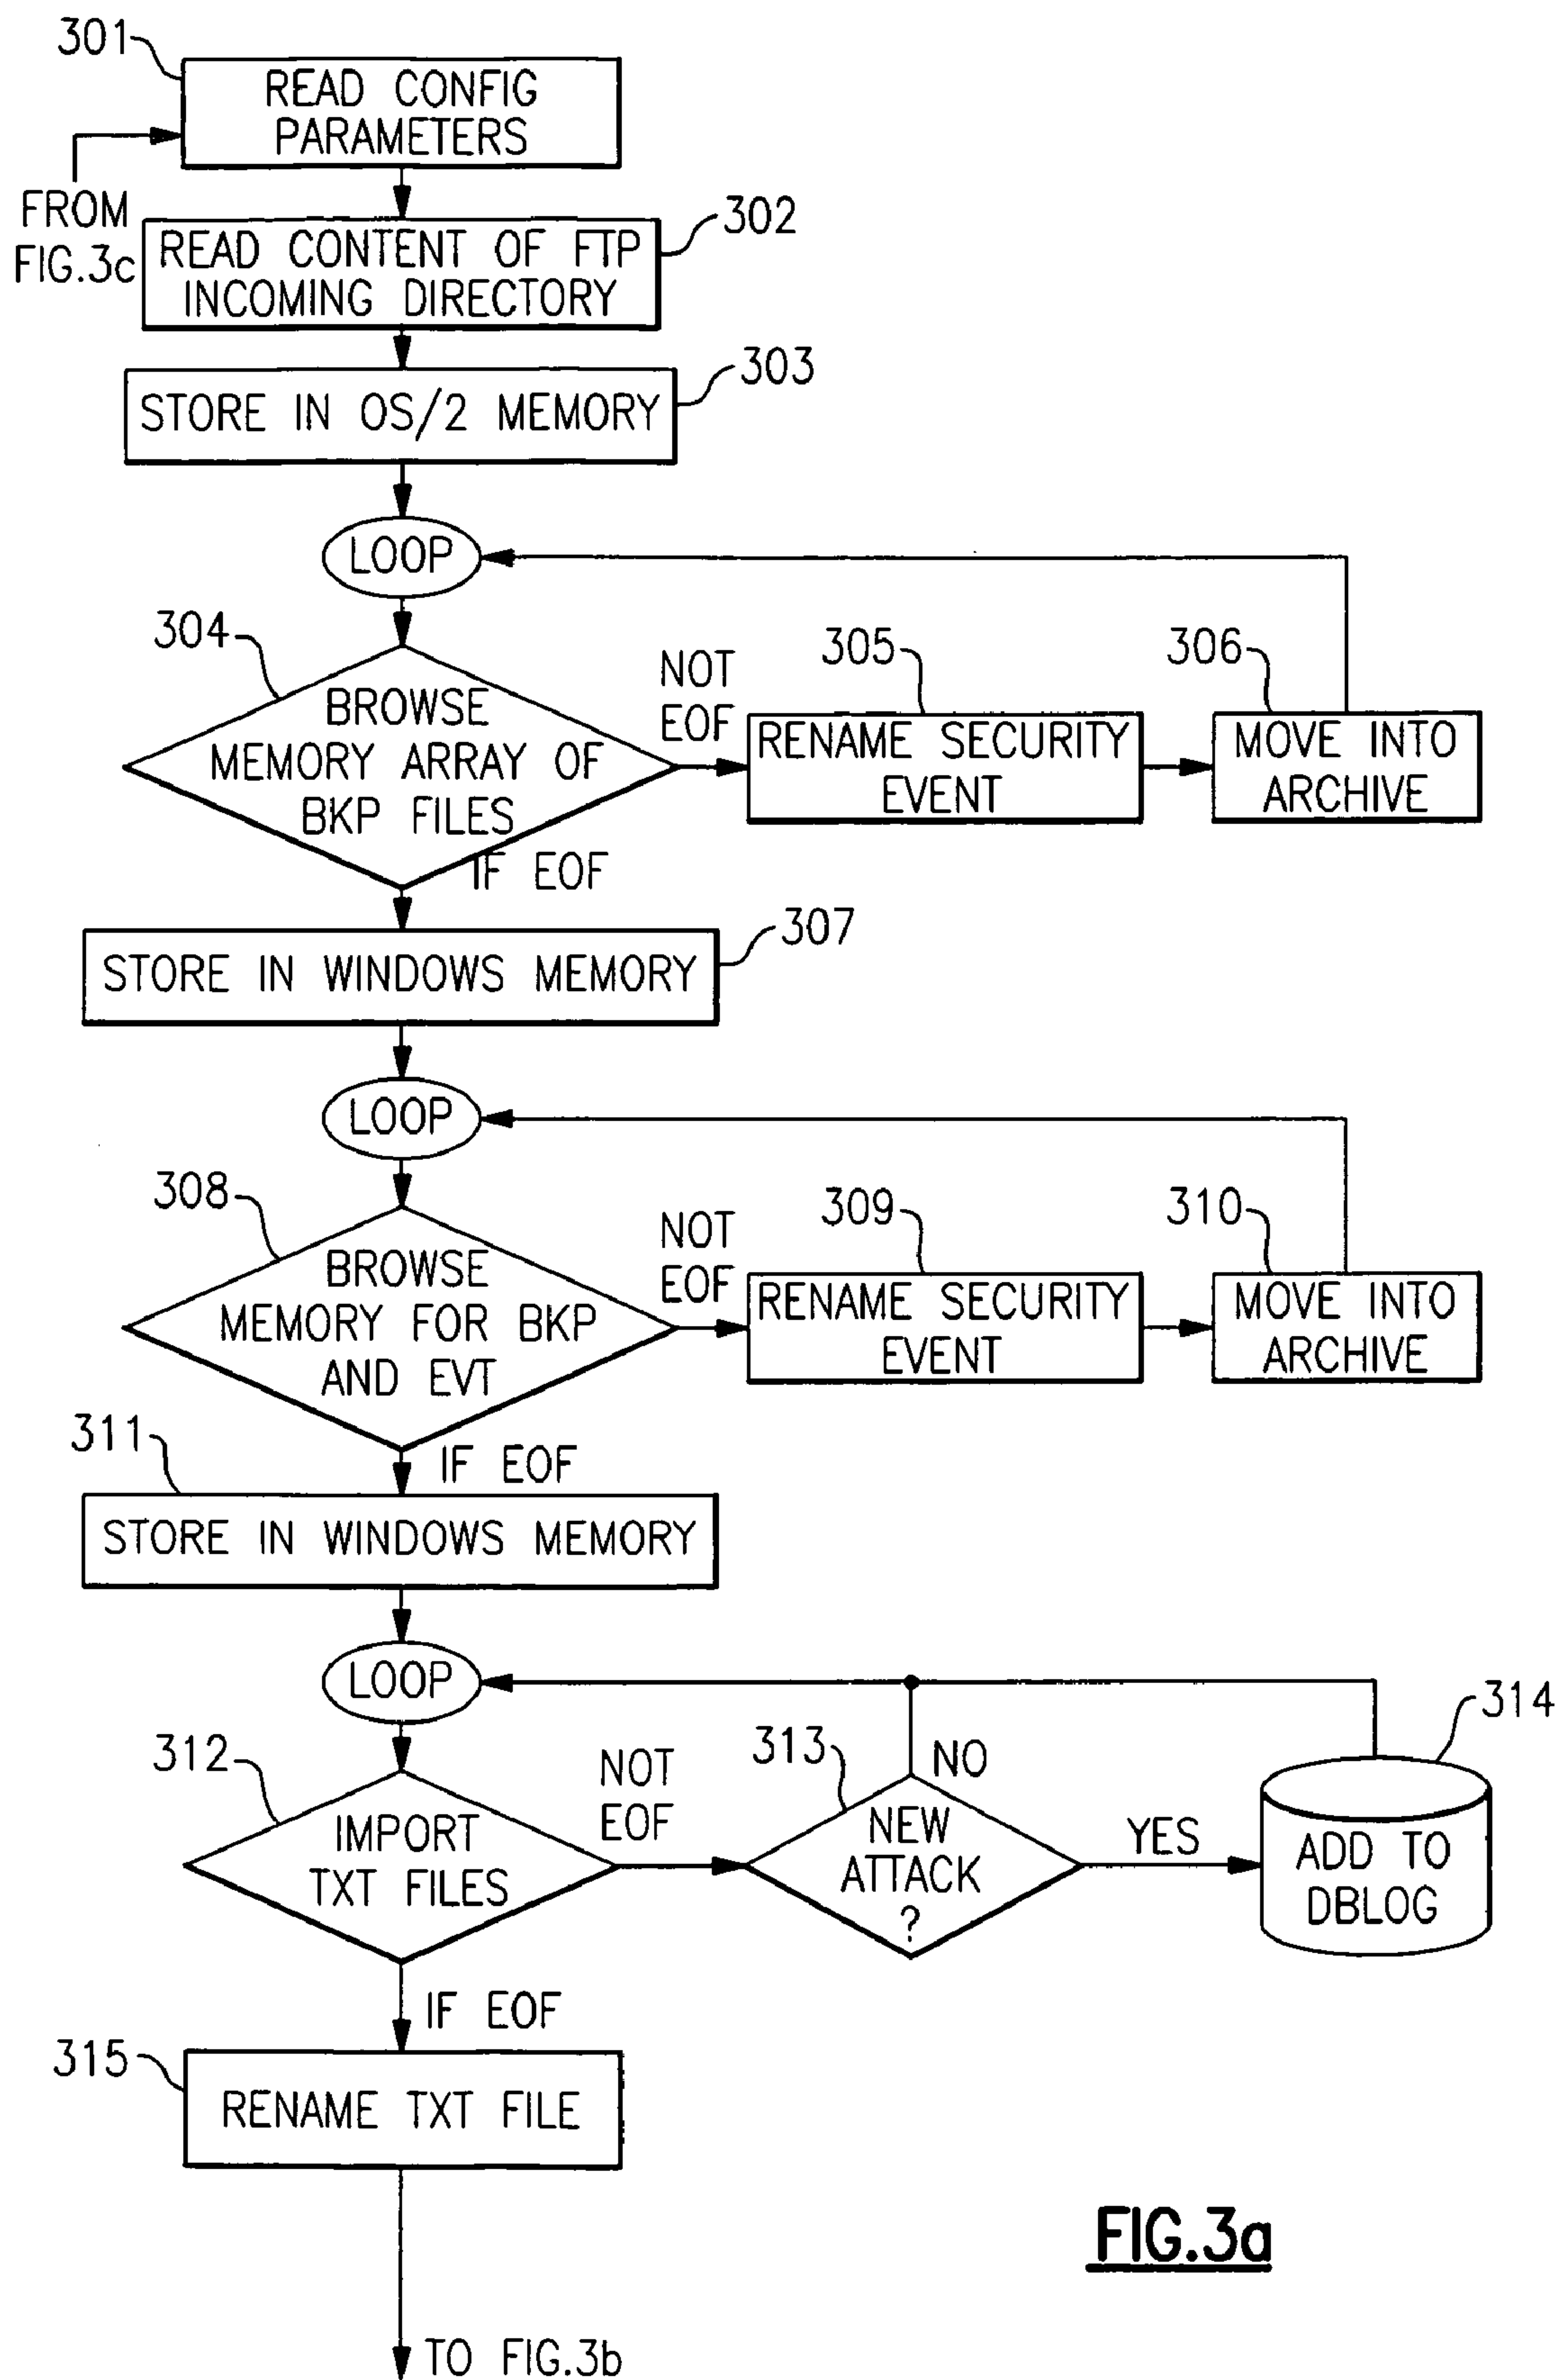 301
READ CONFIG
PARAMETERS
FROM
FIG.3c
302
READ CONTENT OF FTP
INCOMING DIRECTORY
303
STORE IN OS/2 MEMORY
LOOP
304
BROWSE
MEMORY ARRAY OF
BKP FILES
NOT
EOF
305
RENAME SECURITY
EVENT
306
MOVE INTO
ARCHIVE
IF EOF
307
STORE IN WINDOWS MEMORY
LOOP
308
BROWSE
MEMORY FOR BKP
AND EVT
NOT
EOF
309
RENAME SECURITY
EVENT
310
MOVE INTO
ARCHIVE
IF EOF
311
STORE IN WINDOWS MEMORY
LOOP
312
IMPORT
TXT FILES
NOT
EOF
313
NO
NEW
ATTACK
?
YES
314
ADD TO
DBLOG
IF EOF
315
RENAME TXT FILE
FIG.3a
TO FIG.3b